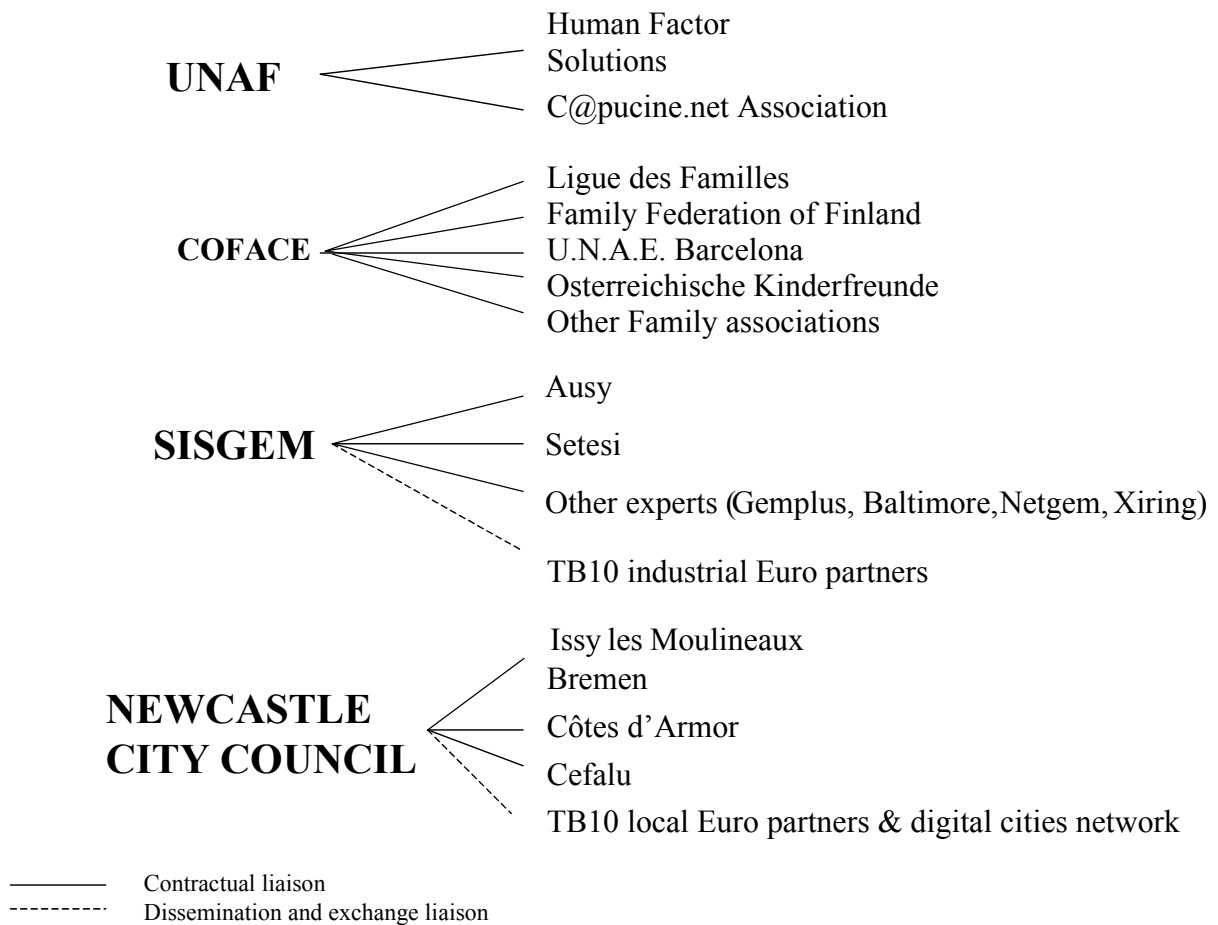 Human Factor
Solutions
UNAF
C@pucine.net Association
Ligue des Familles
Family Federation of Finland
COFACE
U.N.A.E. Barcelona
Osterreichische Kinderfreunde
Other Family associations
Ausy
SISGEM
Setesi
Other experts (Gemplus, Baltimore,Netgem, Xiring)
TB10 industrial Euro partners
Issy les Moulineaux
Bremen
NEWCASTLE
CITY COUNCIL
Côtes d’Armor
Cefalu
TB10 local Euro partners & digital cities network
Contractual liaison
Dissemination and exchange liaison